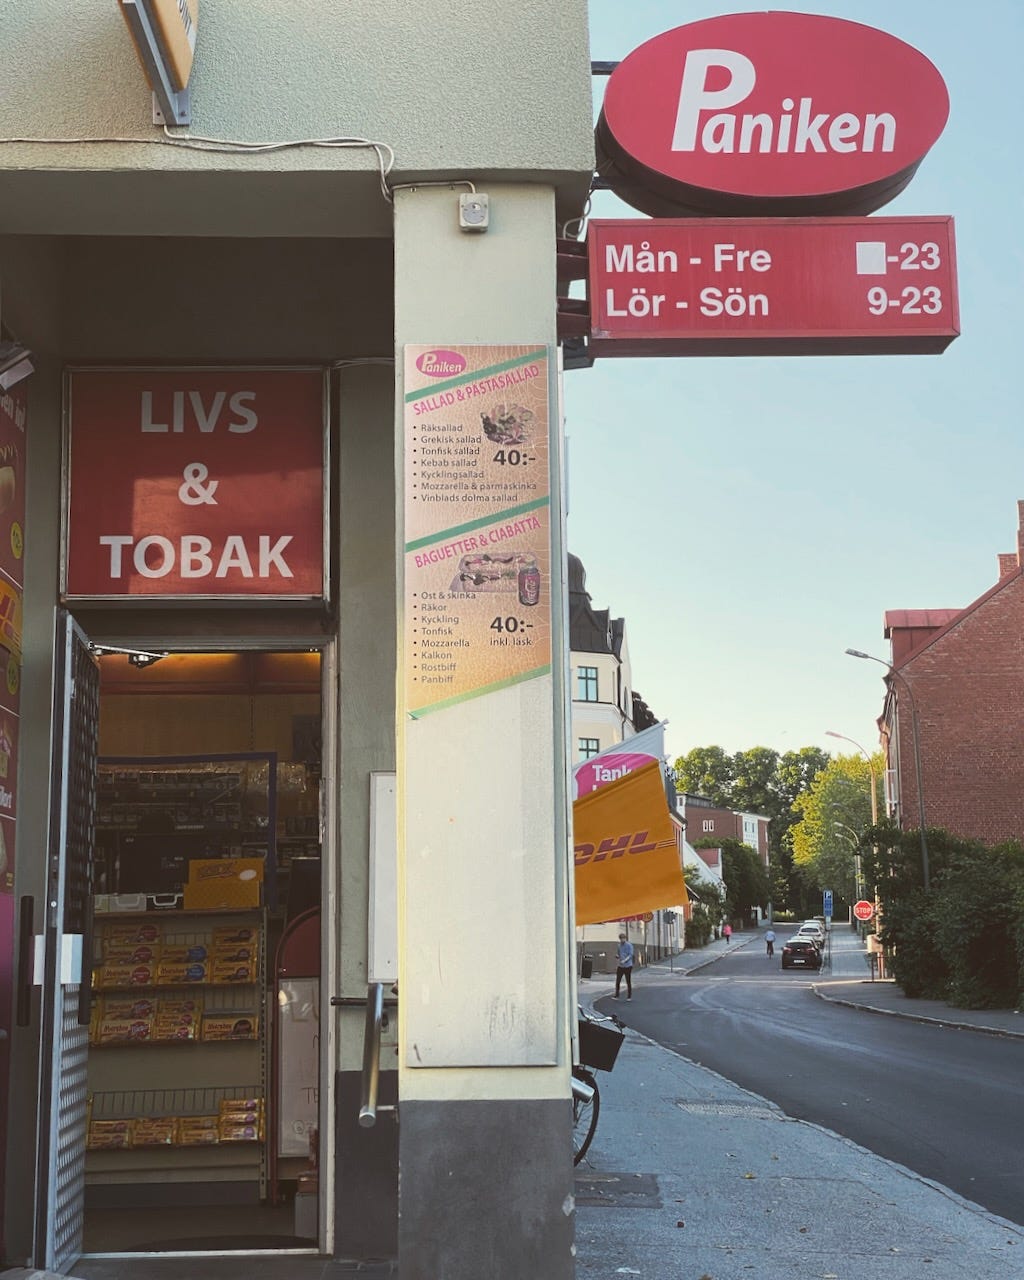 Paniken
Mån - Fre -23
Lör - Sön 9-23
LIVS
&
TOBAK
Paniken
SALLAD & PASTASALLAD
• Räksallad
• Grekisk sallad
• Tonfisk sallad
• Kebab sallad
• Kycklingsallad
• Mozzarella & parmaskinka
• Vinblads dolma sallad
40:-
BAGUETTER & CIABATTA
• Ost & skinka
• Räkor
• Kyckling
• Tonfisk
• Mozzarella
• Kalkon
• Rostbiff
• Panbiff
40:-
inkl. läsk
Tank
DHL
P
STOP
Marabou